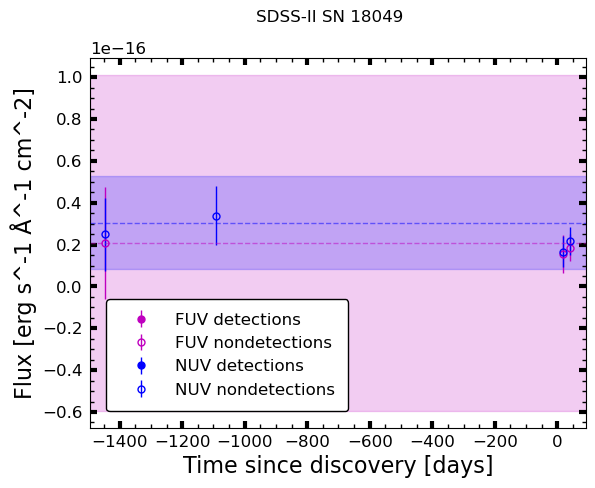 SDSS-II SN 18049
1e−16
1.0
0.8
0.6
0.4
0.2
0.0
−0.2
−0.4
−0.6
Flux [erg s^-1 Å^-1 cm^-2]
FUV detections
FUV nondetections
NUV detections
NUV nondetections
−1400 −1200 −1000 −800 −600 −400 −200 0
Time since discovery [days]